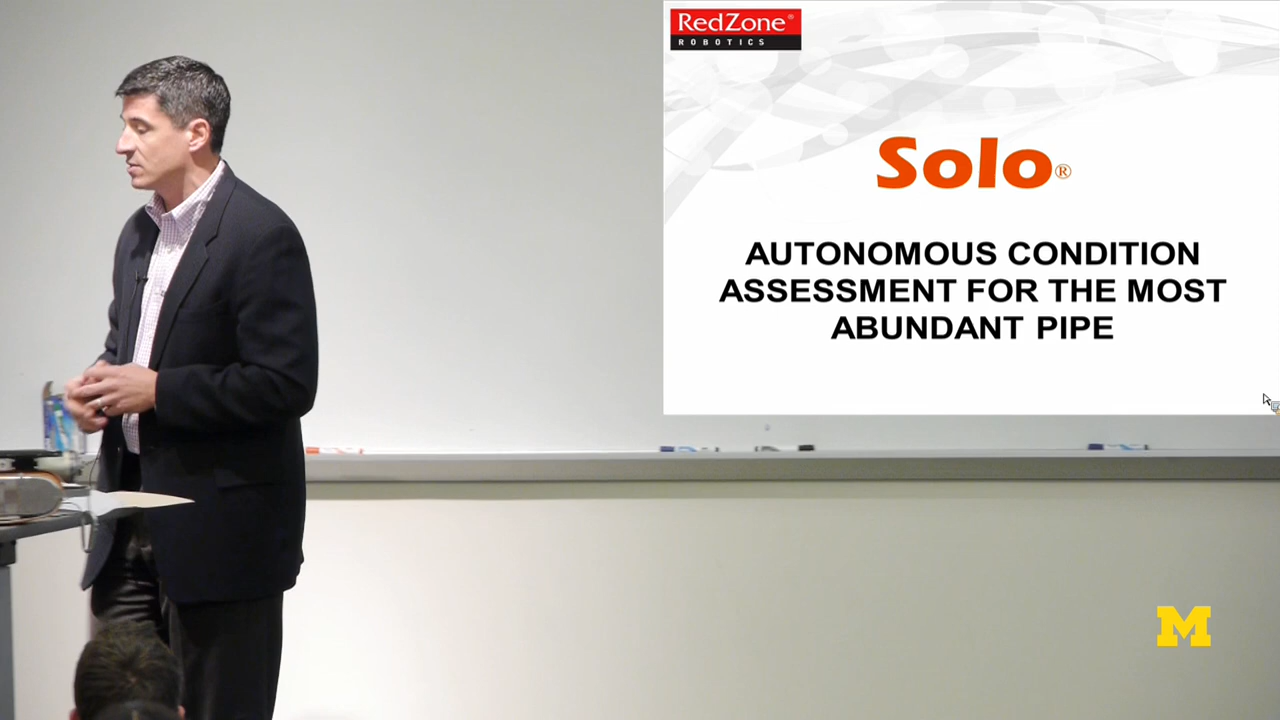 RedZone®
ROBOTICS
Solo®
AUTONOMOUS CONDITION
ASSESSMENT FOR THE MOST
ABUNDANT PIPE
M